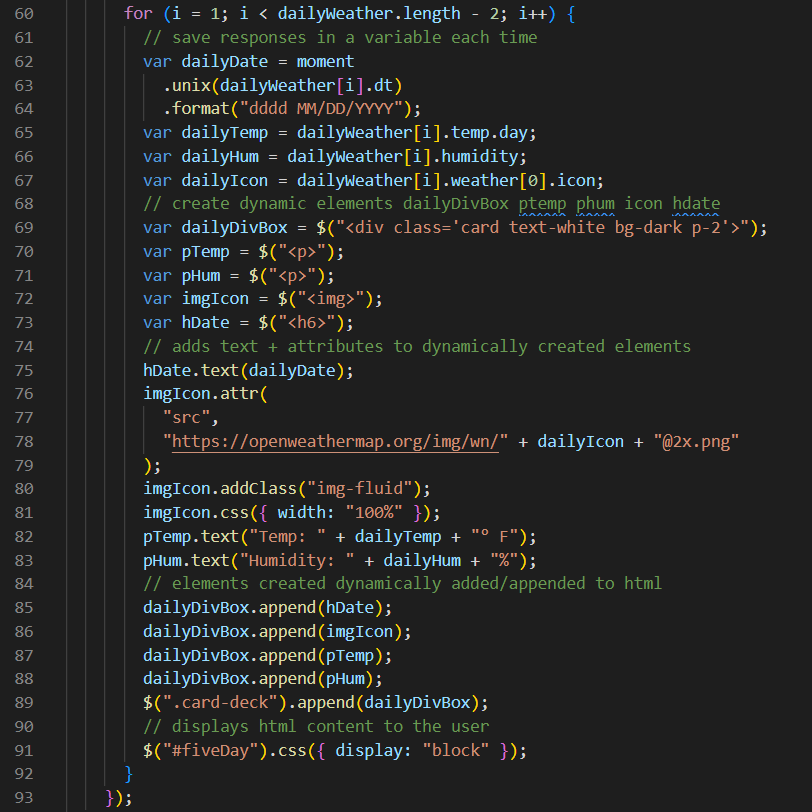 60 for (i = 1; i < dailyWeather.length - 2; i++) {
61 // save responses in a variable each time
62 var dailyDate = moment
63 .unix(dailyWeather[i].dt)
64 .format("dddd MM/DD/YYYY");
65 var dailyTemp = dailyWeather[i].temp.day;
66 var dailyHum = dailyWeather[i].humidity;
67 var dailyIcon = dailyWeather[i].weather[0].icon;
68 // create dynamic elements dailyDivBox ptemp phum icon hdate
69 var dailyDivBox = $("<div class='card text-white bg-dark p-2'>");
70 var pTemp = $("<p>");
71 var pHum = $("<p>");
72 var imgIcon = $("<img>");
73 var hDate = $("<h6>");
74 // adds text + attributes to dynamically created elements
75 hDate.text(dailyDate);
76 imgIcon.attr(
77 "src",
78 "https://openweathermap.org/img/wn/" + dailyIcon + "@2x.png"
79 );
80 imgIcon.addClass("img-fluid");
81 imgIcon.css({ width: "100%" });
82 pTemp.text("Temp: " + dailyTemp + "° F");
83 pHum.text("Humidity: " + dailyHum + "%");
84 // elements created dynamically added/appended to html
85 dailyDivBox.append(hDate);
86 dailyDivBox.append(imgIcon);
87 dailyDivBox.append(pTemp);
88 dailyDivBox.append(pHum);
89 $(".card-deck").append(dailyDivBox);
90 // displays html content to the user
91 $("#fiveDay").css({ display: "block" });
92 }
93 });